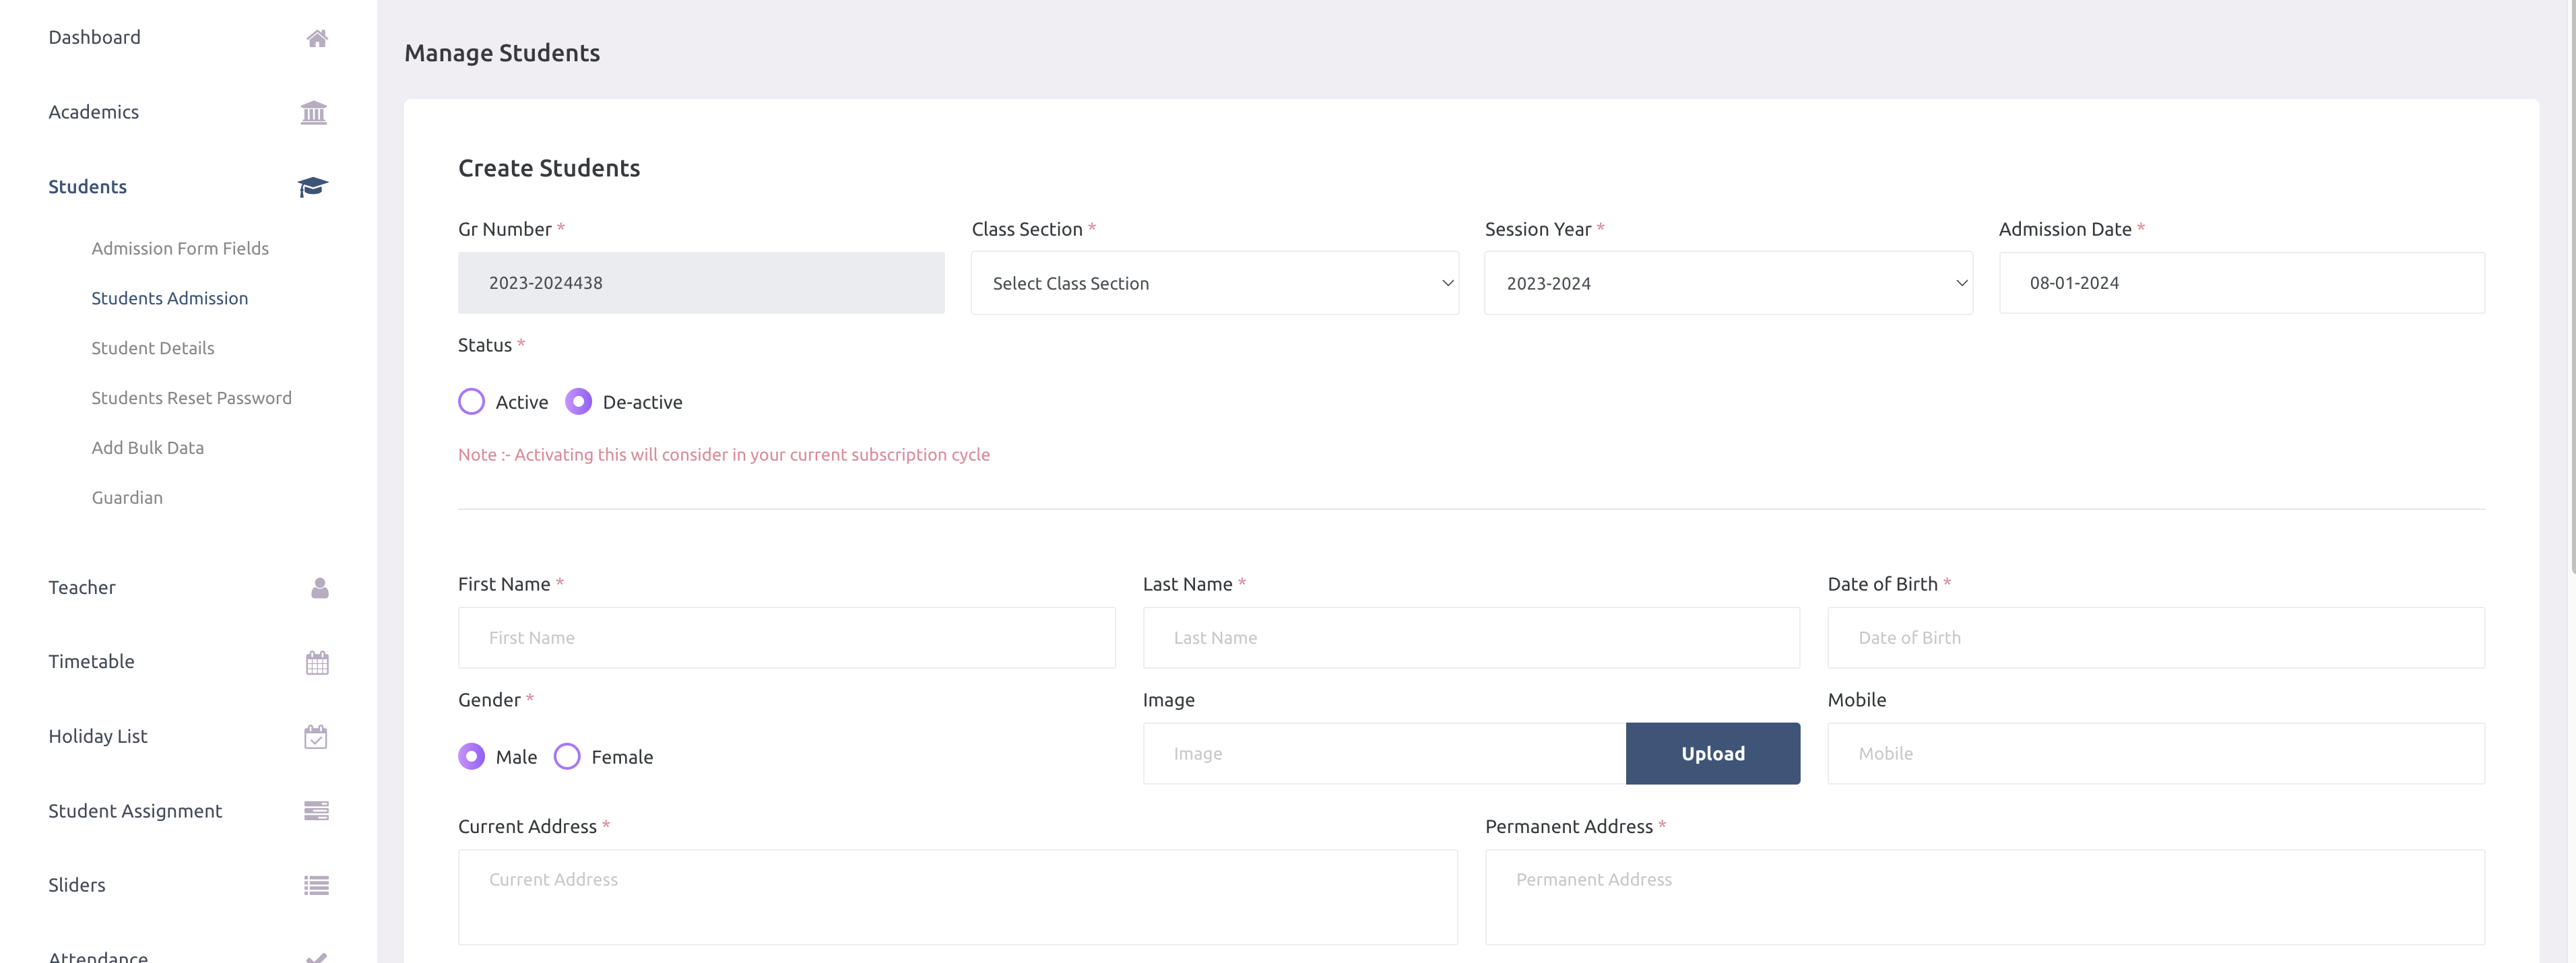 Dashboard
Academics
Students
Admission Form Fields
Students Admission
Student Details
Students Reset Password
Add Bulk Data
Guardian
Teacher
Timetable
Holiday List
Student Assignment
Sliders
Attendance
Manage Students
Create Students
Gr Number * Class Section * Session Year * Admission Date *
2023-2024438 Select Class Section 2023-2024 08-01-2024
Status *
Active De-active
Note :- Activating this will consider in your current subscription cycle
First Name * Last Name * Date of Birth *
First Name Last Name Date of Birth
Gender * Image Mobile
Male Female Image Upload Mobile
Current Address * Permanent Address *
Current Address Permanent Address